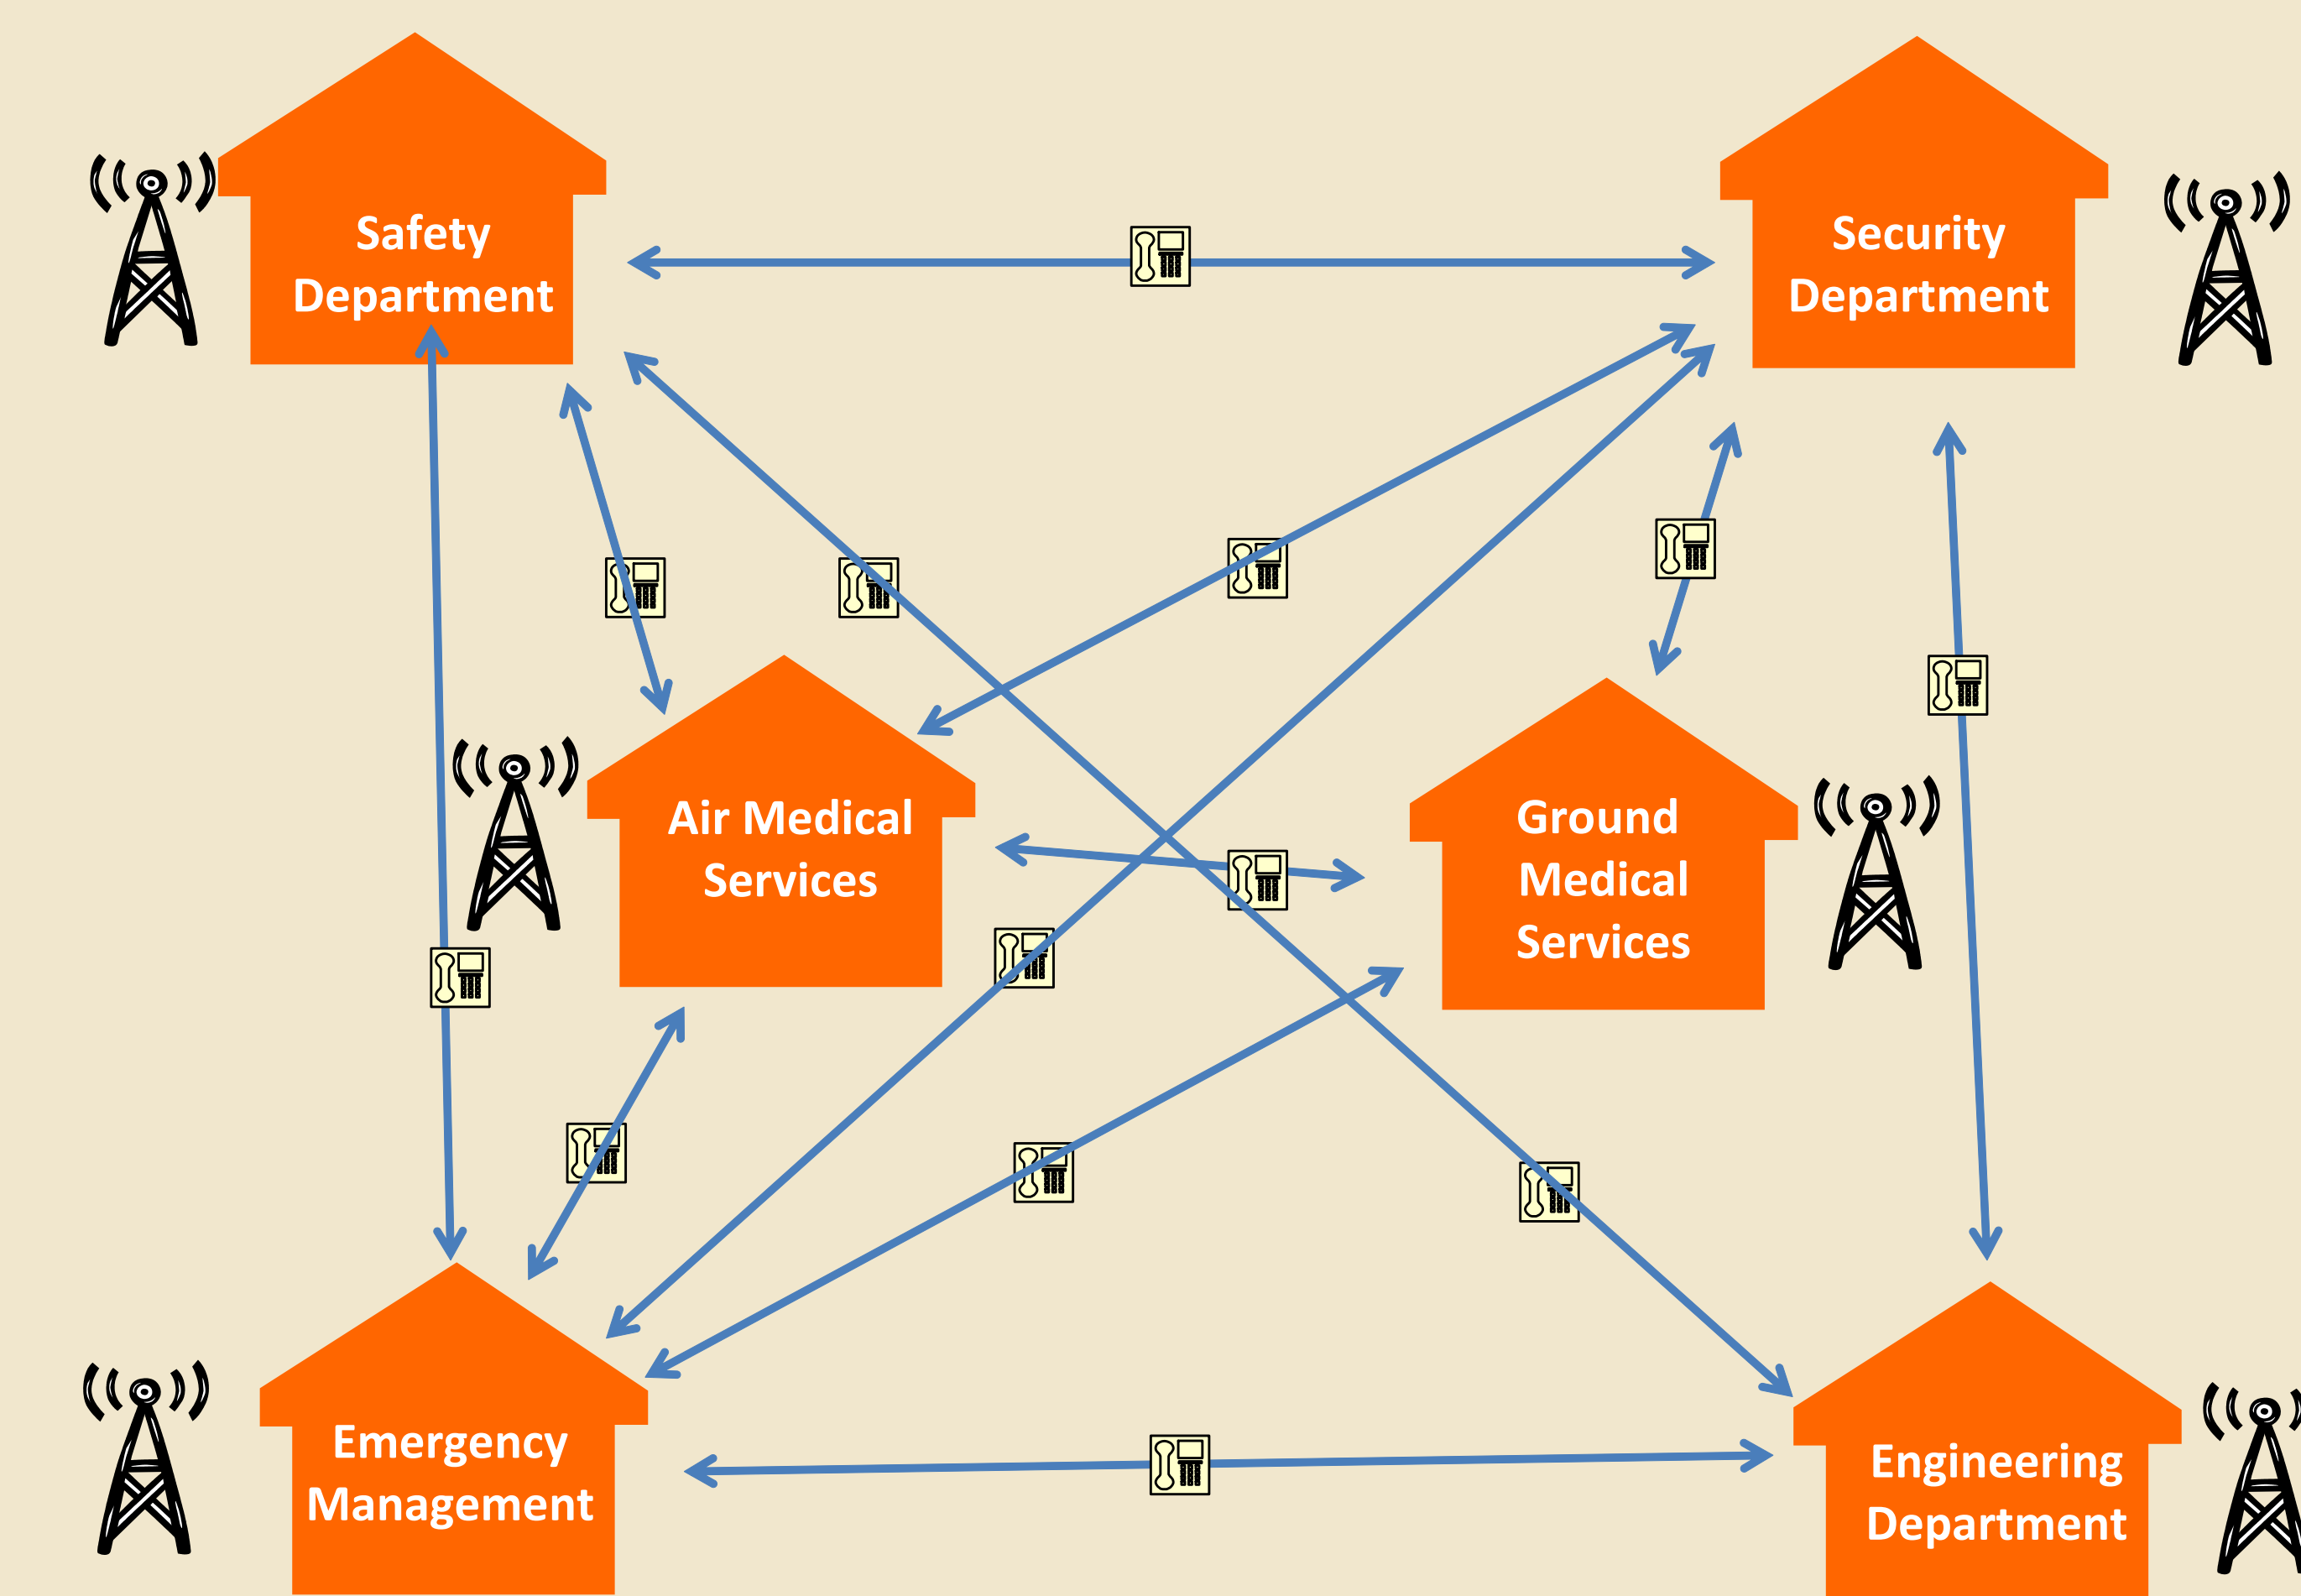 Safety
Department
Security
Department
Air Medical
Services
Ground
Medical
Services
Emergency
Management
Engineering
Department